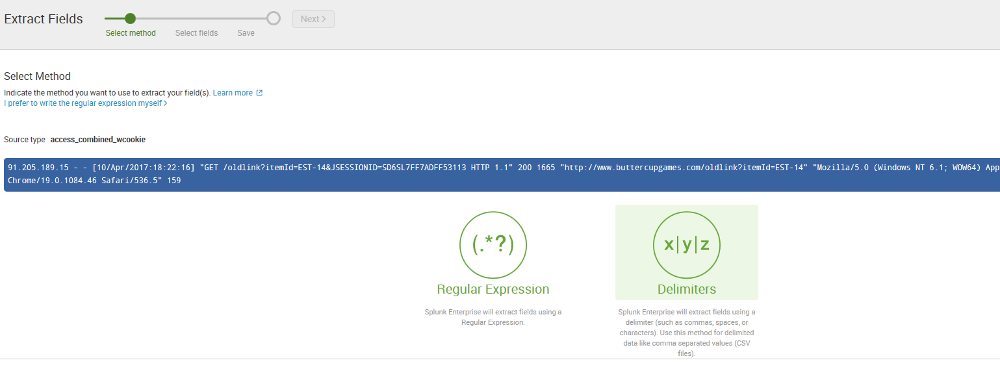 Extract Fields
Next >
Select method
Select fields
Save
Select Method
Indicate the method you want to use to extract your field(s). Learn more
I prefer to write the regular expression myself >
Source type access_combined_wcookie
91.205.189.15 - - [10/Apr/2017:18:22:16] "GET /oldlink?itemId=EST-14&JSESSIONID=SD6SL7FF7ADFF53113 HTTP 1.1" 200 1665 "http://www.buttercupgames.com/oldlink?itemId=EST-14" "Mozilla/5.0 (Windows NT 6.1; WOW64) App
Chrome/19.0.1084.46 Safari/536.5" 159
(.*?)
x|y|z
Regular Expression
Delimiters
Splunk Enterprise will extract fields using a
Regular Expression.
Splunk Enterprise will extract fields using a
delimiter (such as commas, spaces, or
characters). Use this method for delimited
data like comma separated values (CSV
files).